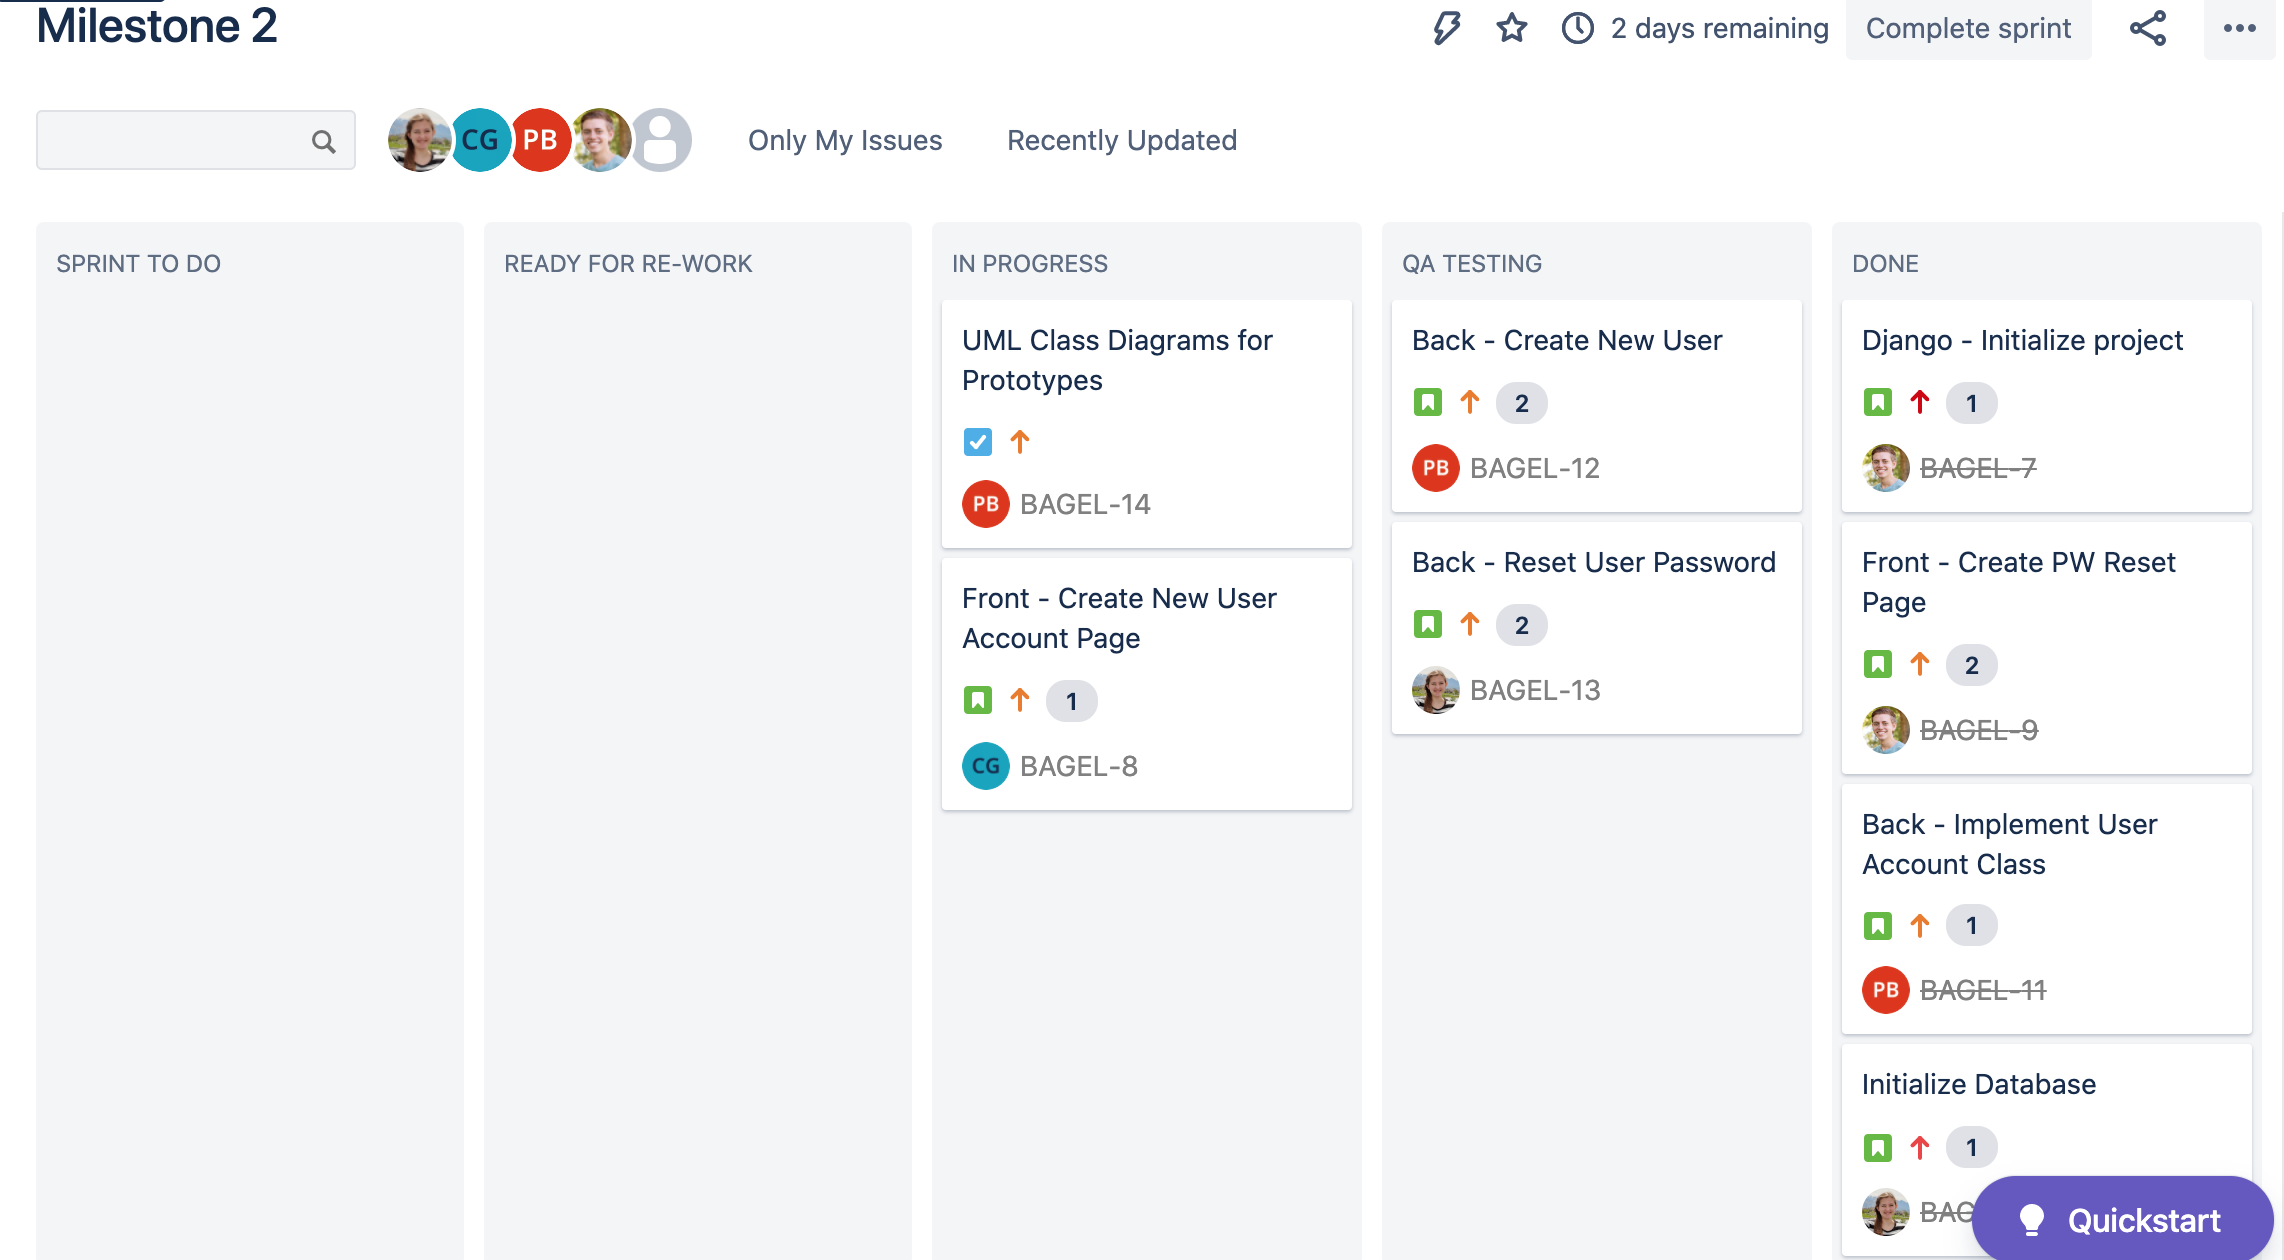 Milestone 2
2 days remaining
Complete sprint
CG
PB
Only My Issues
Recently Updated
SPRINT TO DO
READY FOR RE-WORK
IN PROGRESS
UML Class Diagrams for
Prototypes
PB BAGEL-14
Front - Create New User
Account Page
1
CG BAGEL-8
QA TESTING
Back - Create New User
2
PB BAGEL-12
Back - Reset User Password
2
BAGEL-13
DONE
Django - Initialize project
1
BAGEL-7
Front - Create PW Reset
Page
2
BAGEL-9
Back - Implement User
Account Class
1
PB BAGEL-11
Initialize Database
1
Quickstart